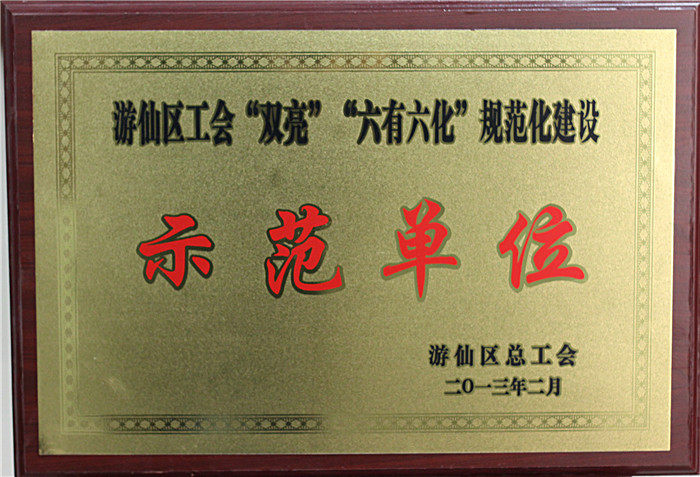 游仙区工会“双亮”“六有六化”规范化建设
示范单位
游仙区总工会
二〇一三年二月